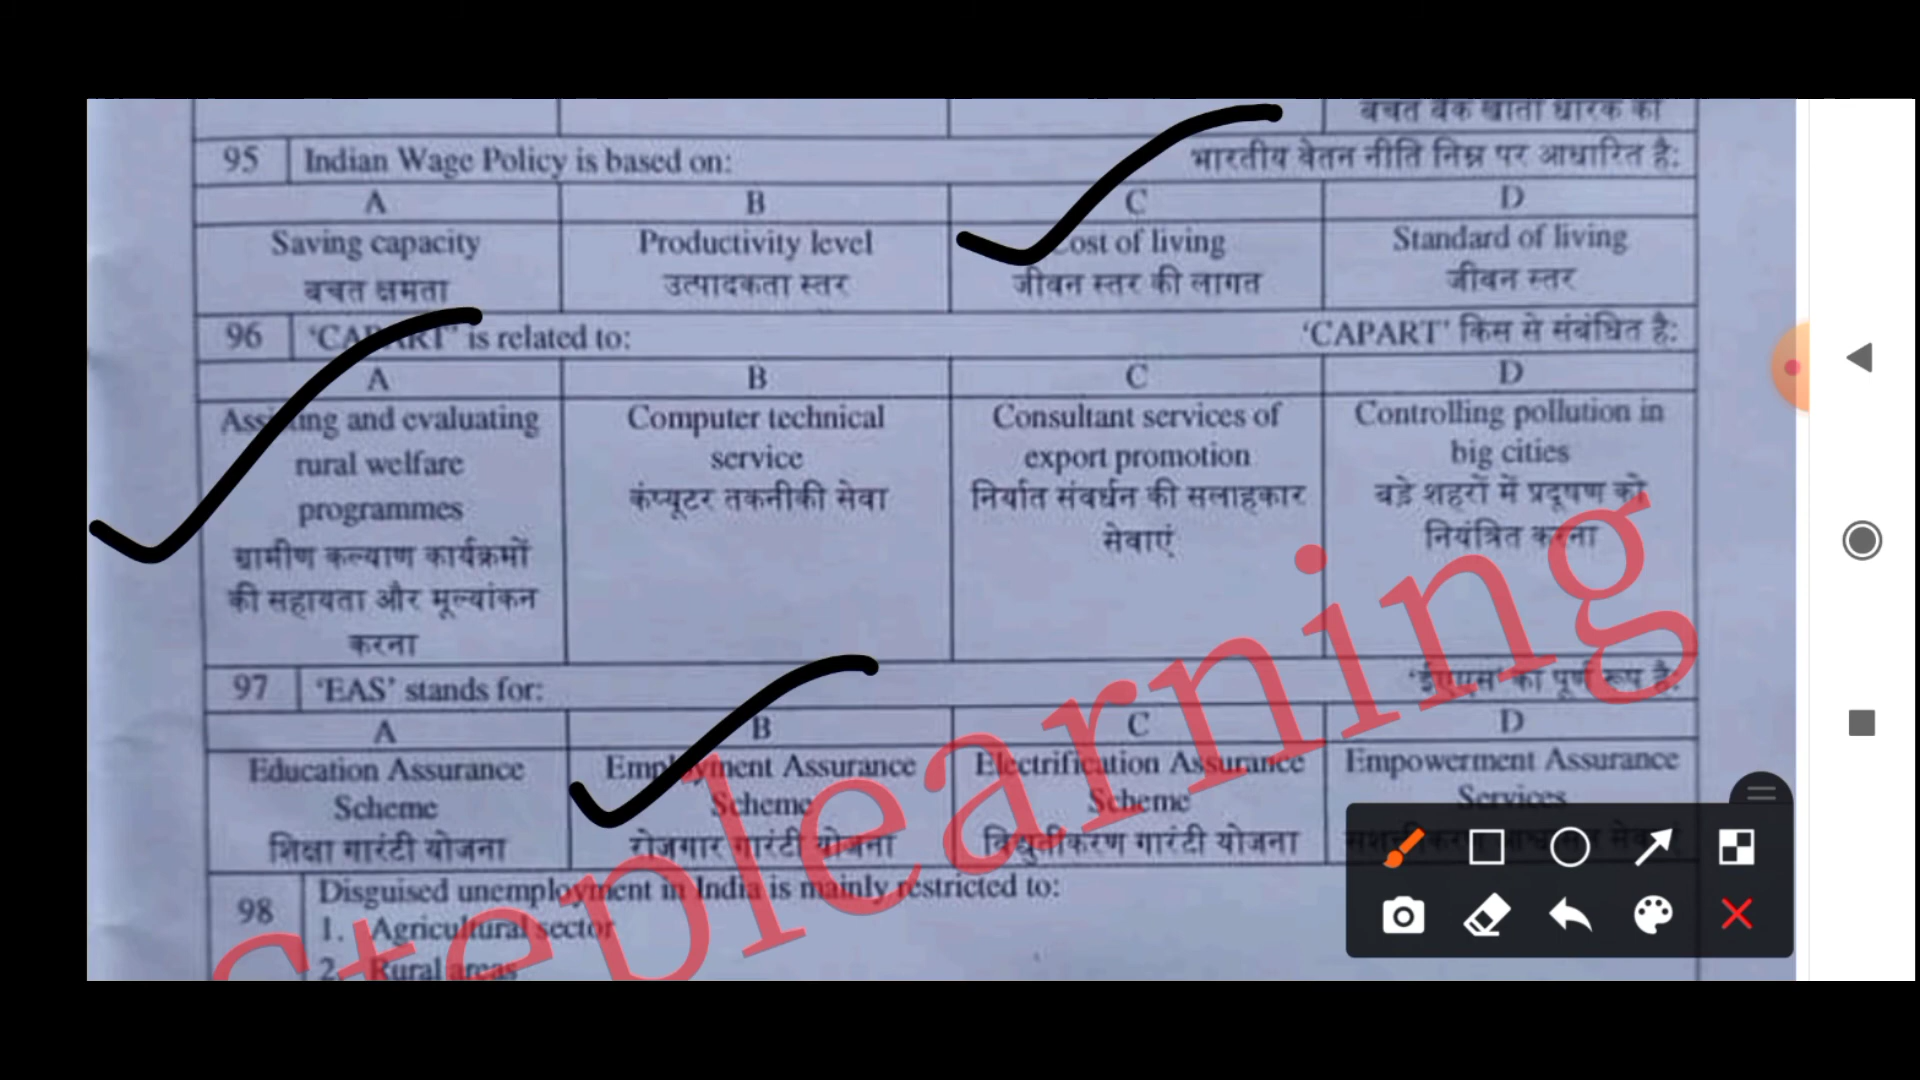 बचत बैंक खाता धारक को
95 Indian Wage Policy is based on: भारतीय वेतन नीति निम्न पर आधारित है:
A B C D
Saving capacity Productivity level ost of living Standard of living
बचत क्षमता उत्पादकता स्तर जीवन स्तर की लागत जीवन स्तर
96 'CAPART' is related to: 'CAPART' किस से संबंधित है:
A B C D
Assisting and evaluating Computer technical Consultant services of Controlling pollution in
rural welfare service export promotion big cities
programmes कंप्यूटर तकनीकी सेवा निर्यात संवर्धन की सलाहकार बड़े शहरों में प्रदूषण को
ग्रामीण कल्याण कार्यक्रमों सेवाएं नियंत्रित करना
की सहायता और मूल्यांकन
करना
97 'EAS' stands for: 'ईएएस' का पूर्ण रूप है:
A B C D
Education Assurance Employment Assurance Electrification Assurance Empowerment Assurance
Scheme Scheme Scheme Services
शिक्षा गारंटी योजना रोजगार गारंटी योजना विद्युतीकरण गारंटी योजना
98 Disguised unemployment in India is mainly restricted to:
1. Agricultural sector
2. Rural areas
Steplearning